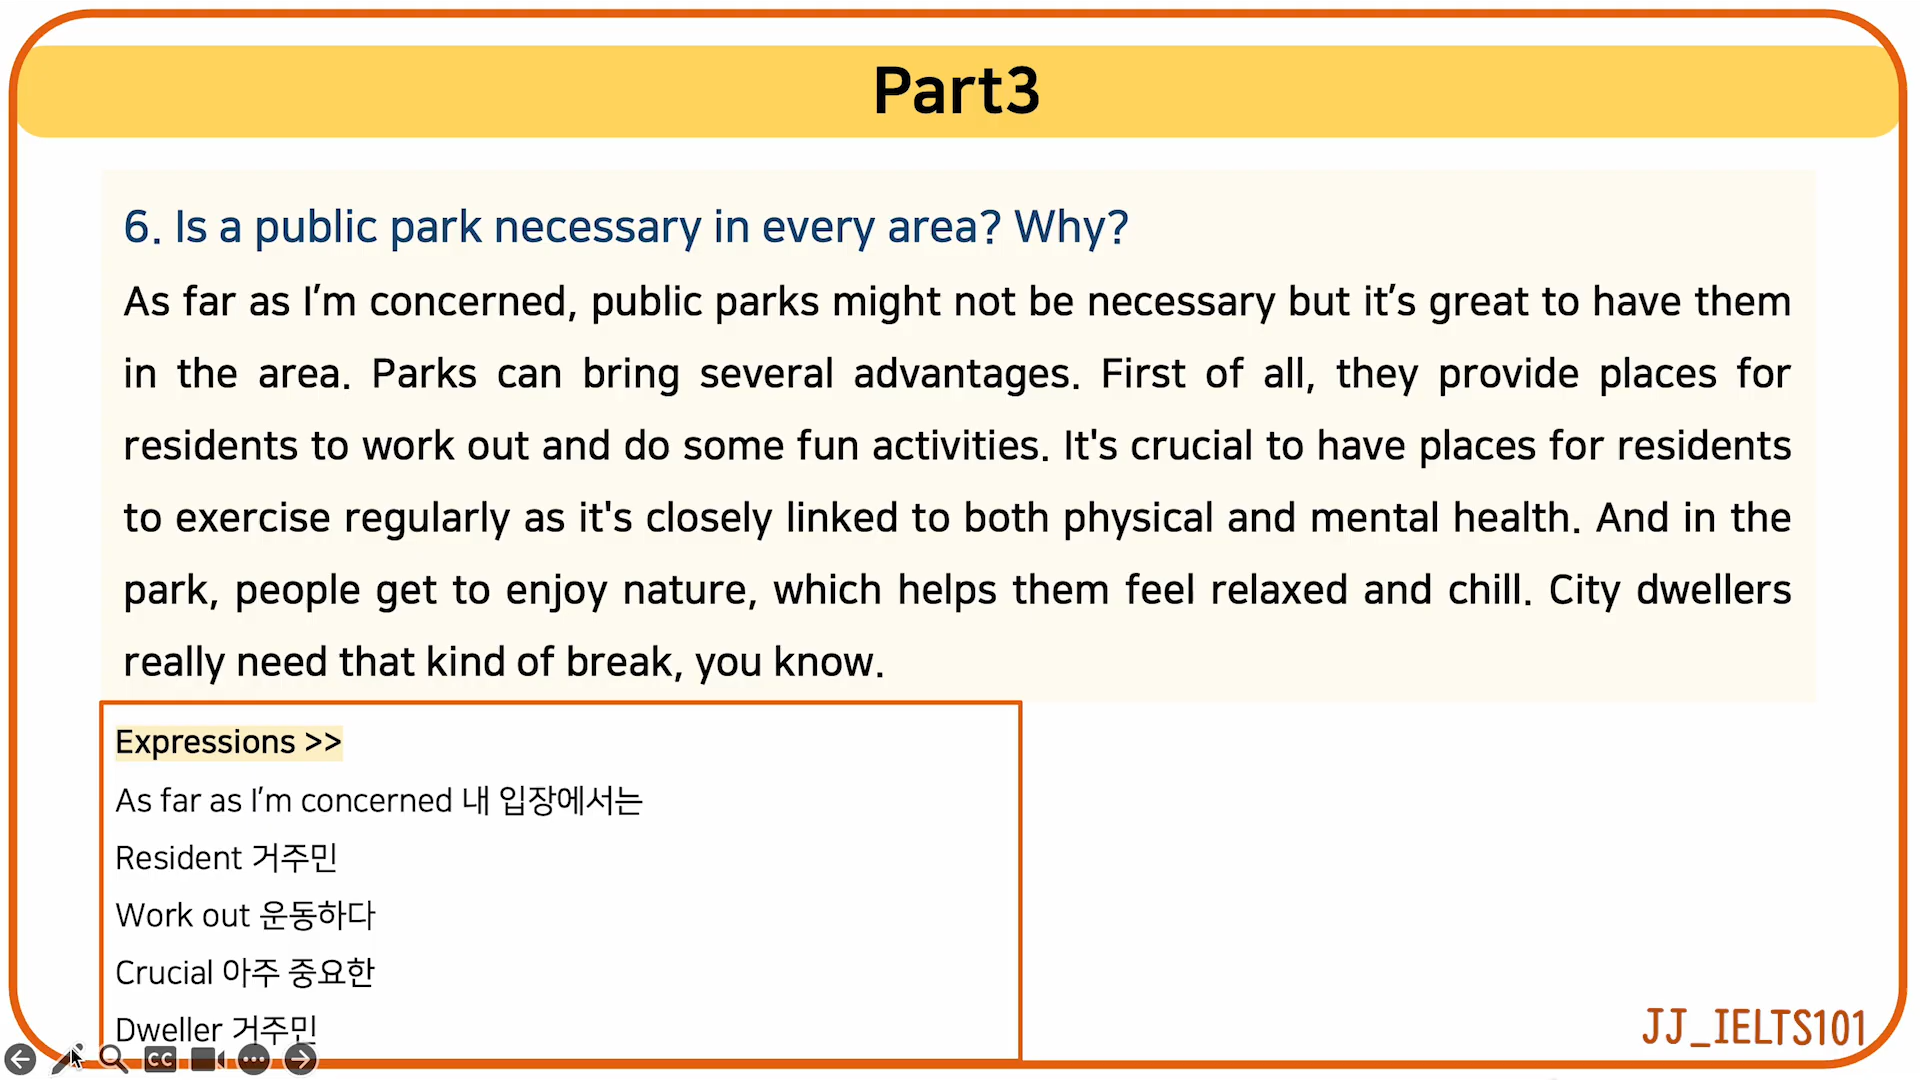 Part3
6. Is a public park necessary in every area? Why?
As far as I’m concerned, public parks might not be necessary but it’s great to have them
in the area. Parks can bring several advantages. First of all, they provide places for
residents to work out and do some fun activities. It's crucial to have places for residents
to exercise regularly as it's closely linked to both physical and mental health. And in the
park, people get to enjoy nature, which helps them feel relaxed and chill. City dwellers
really need that kind of break, you know.
Expressions >>
As far as I’m concerned 내 입장에서는
Resident 거주민
Work out 운동하다
Crucial 아주 중요한
Dweller 거주민
JJ_IELTS101
CC